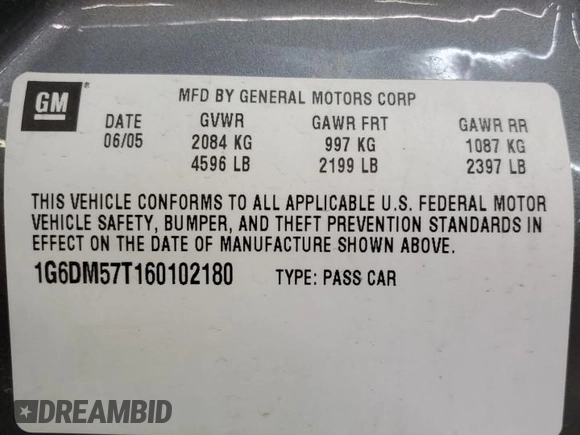 GM
®
MFD BY GENERAL MOTORS CORP
DATE GVWR GAWR FRT GAWR RR
06/05 2084 KG 997 KG 1087 KG
4596 LB 2199 LB 2397 LB
THIS VEHICLE CONFORMS TO ALL APPLICABLE U.S. FEDERAL MOTOR
VEHICLE SAFETY, BUMPER, AND THEFT PREVENTION STANDARDS IN
EFFECT ON THE DATE OF MANUFACTURE SHOWN ABOVE.
1G6DM57T160102180 TYPE: PASS CAR
DREAMBID